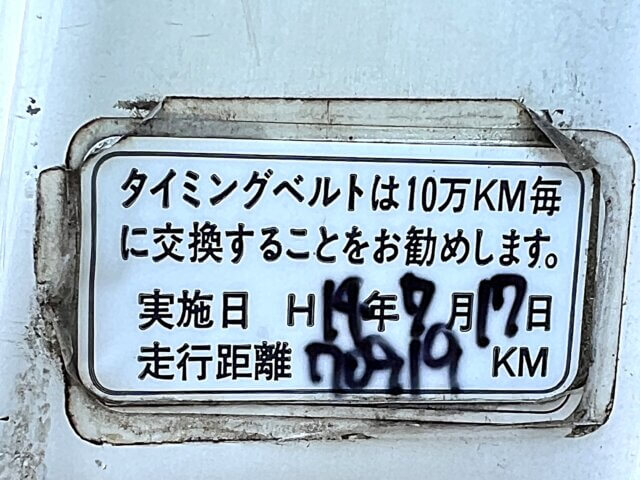 タイミングベルトは10万KM毎
に交換することをお勧めします。
実施日 H19年7月17日
走行距離 70919 KM